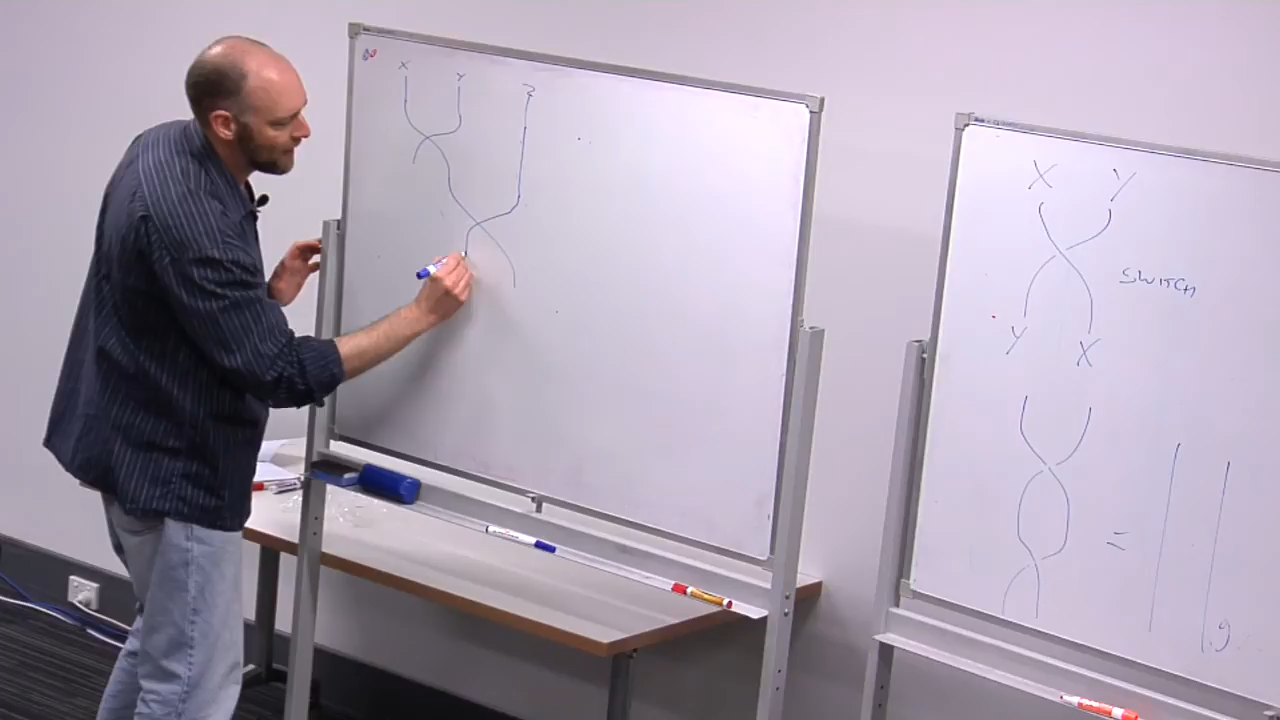 X Y Z
X Y
SWITCH
Y X
=
g